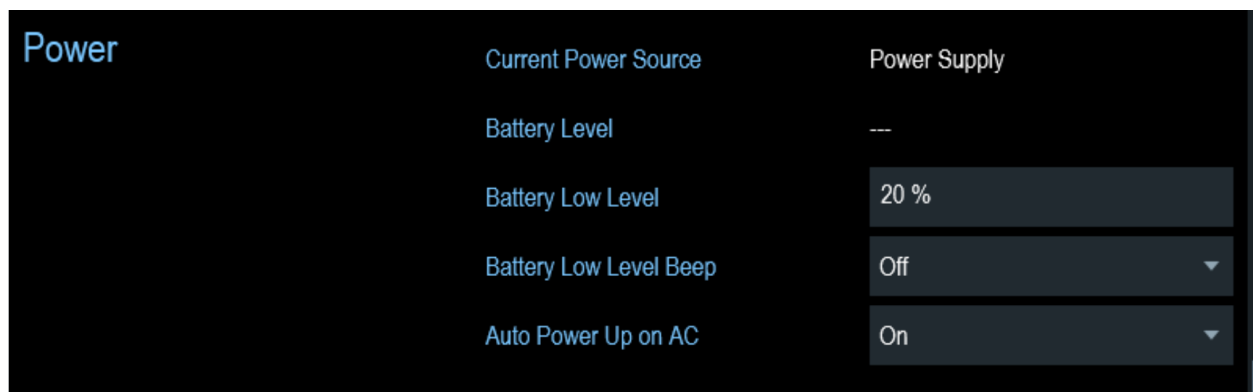 Power
Current Power Source Power Supply
Battery Level ---
Battery Low Level 20 %
Battery Low Level Beep Off
Auto Power Up on AC On